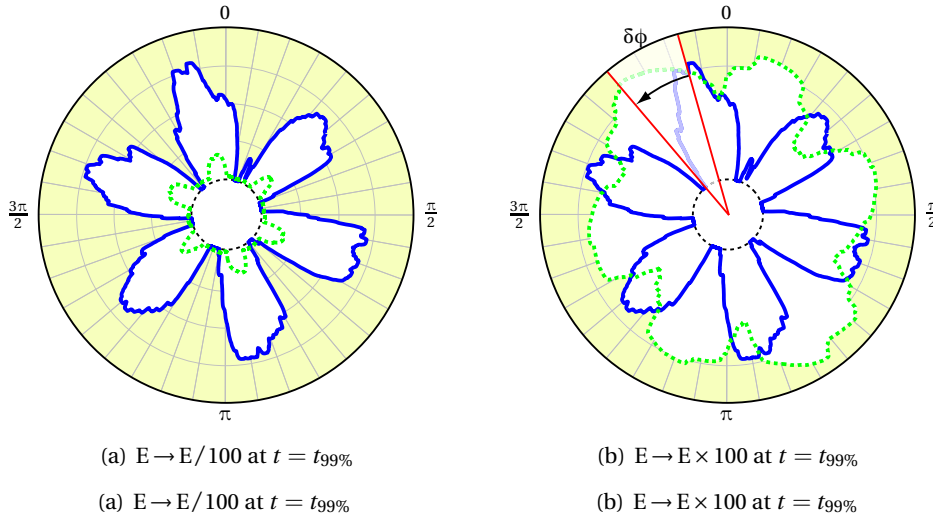 0
0
δϕ
3π/2
π/2
3π/2
π/2
π
π
(a) E → E/100 at t = t99%
(b) E → E × 100 at t = t99%
(a) E → E/100 at t = t99%
(b) E → E × 100 at t = t99%